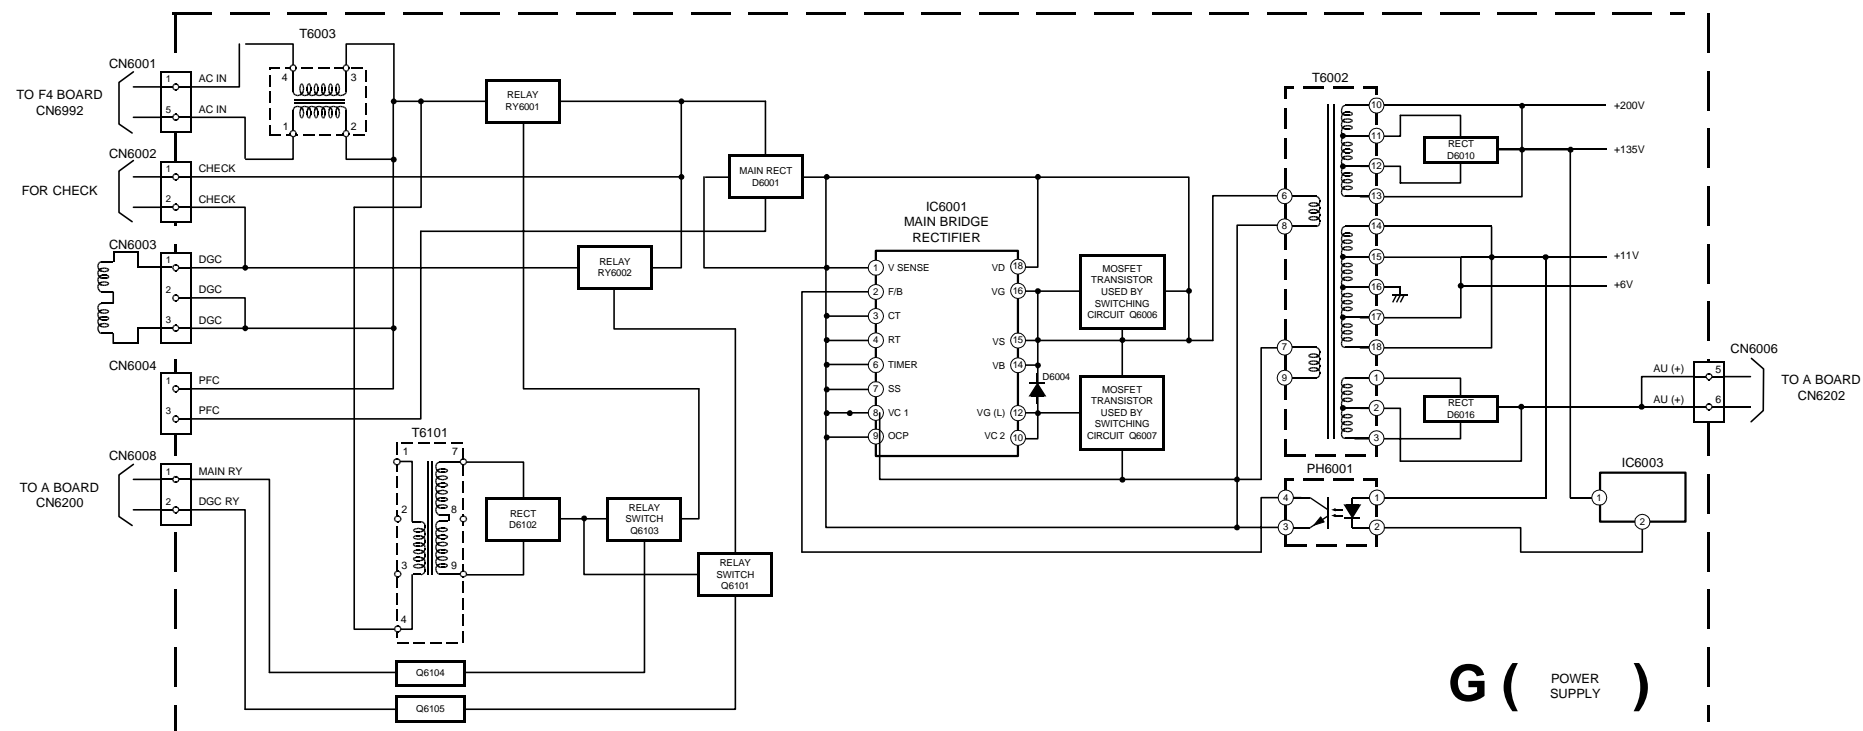 T6003
4
3
1
2
CN6001
TO F4 BOARD
CN6992
1
AC IN
5
AC IN
CN6002
FOR CHECK
1
CHECK
2
CHECK
CN6003
1
DGC
2
DGC
3
DGC
CN6004
1
PFC
3
PFC
CN6008
TO A BOARD
CN6200
1
MAIN RY
2
DGC RY
RELAY
RY6001
RELAY
RY6002
MAIN RECT
D6001
T6101
1
7
2
8
3
9
4
RECT
D6102
RELAY
SWITCH
Q6103
RELAY
SWITCH
Q6101
Q6104
Q6105
IC6001
MAIN BRIDGE
RECTIFIER
1 V SENSE
2 F/B
3 CT
4 RT
6 TIMER
7 SS
8 VC 1
9 OCP
VD 18
VG 16
VS 15
VB 14
VG (L) 12
VC 2 10
D6004
MOSFET
TRANSISTOR
USED BY
SWITCHING
CIRCUIT Q6006
MOSFET
TRANSISTOR
USED BY
SWITCHING
CIRCUIT Q6007
T6002
6
8
7
9
10
11
12
13
14
15
16
17
18
1
2
3
RECT
D6010
RECT
D6016
+200V
+135V
+11V
+6V
PH6001
4
3
1
2
IC6003
1
2
CN6006
AU (+)
5
AU (+)
6
TO A BOARD
CN6202
G ( POWER
SUPPLY )